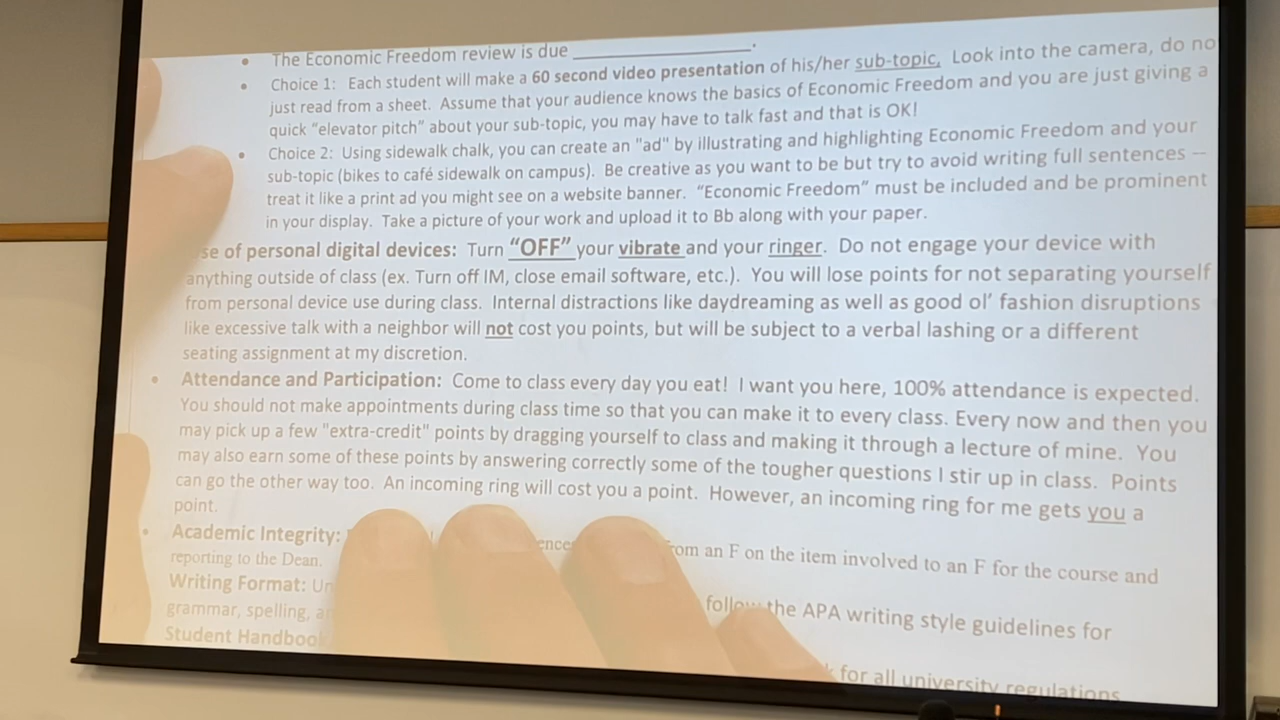 The Economic Freedom review is due ____________________.
Choice 1: Each student will make a 60 second video presentation of his/her sub-topic, Look into the camera, do no
just read from a sheet. Assume that your audience knows the basics of Economic Freedom and you are just giving a
quick “elevator pitch” about your sub-topic, you may have to talk fast and that is OK!
Choice 2: Using sidewalk chalk, you can create an "ad" by illustrating and highlighting Economic Freedom and your
sub-topic (bikes to café sidewalk on campus). Be creative as you want to be but try to avoid writing full sentences –
treat it like a print ad you might see on a website banner. “Economic Freedom” must be included and be prominent
in your display. Take a picture of your work and upload it to Bb along with your paper.
se of personal digital devices: Turn “OFF” your vibrate and your ringer. Do not engage your device with
anything outside of class (ex. Turn off IM, close email software, etc.). You will lose points for not separating yourself
from personal device use during class. Internal distractions like daydreaming as well as good ol’ fashion disruptions
like excessive talk with a neighbor will not cost you points, but will be subject to a verbal lashing or a different
seating assignment at my discretion.
Attendance and Participation: Come to class every day you eat! I want you here, 100% attendance is expected.
You should not make appointments during class time so that you can make it to every class. Every now and then you
may pick up a few "extra-credit" points by dragging yourself to class and making it through a lecture of mine. You
may also earn some of these points by answering correctly some of the tougher questions I stir up in class. Points
can go the other way too. An incoming ring will cost you a point. However, an incoming ring for me gets you a
point.
Academic Integrity: om an F on the item involved to an F for the course and
reporting to the Dean.
Writing Format: Un follow the APA writing style guidelines for
grammar, spelling, a
Student Handboo for all university regulations